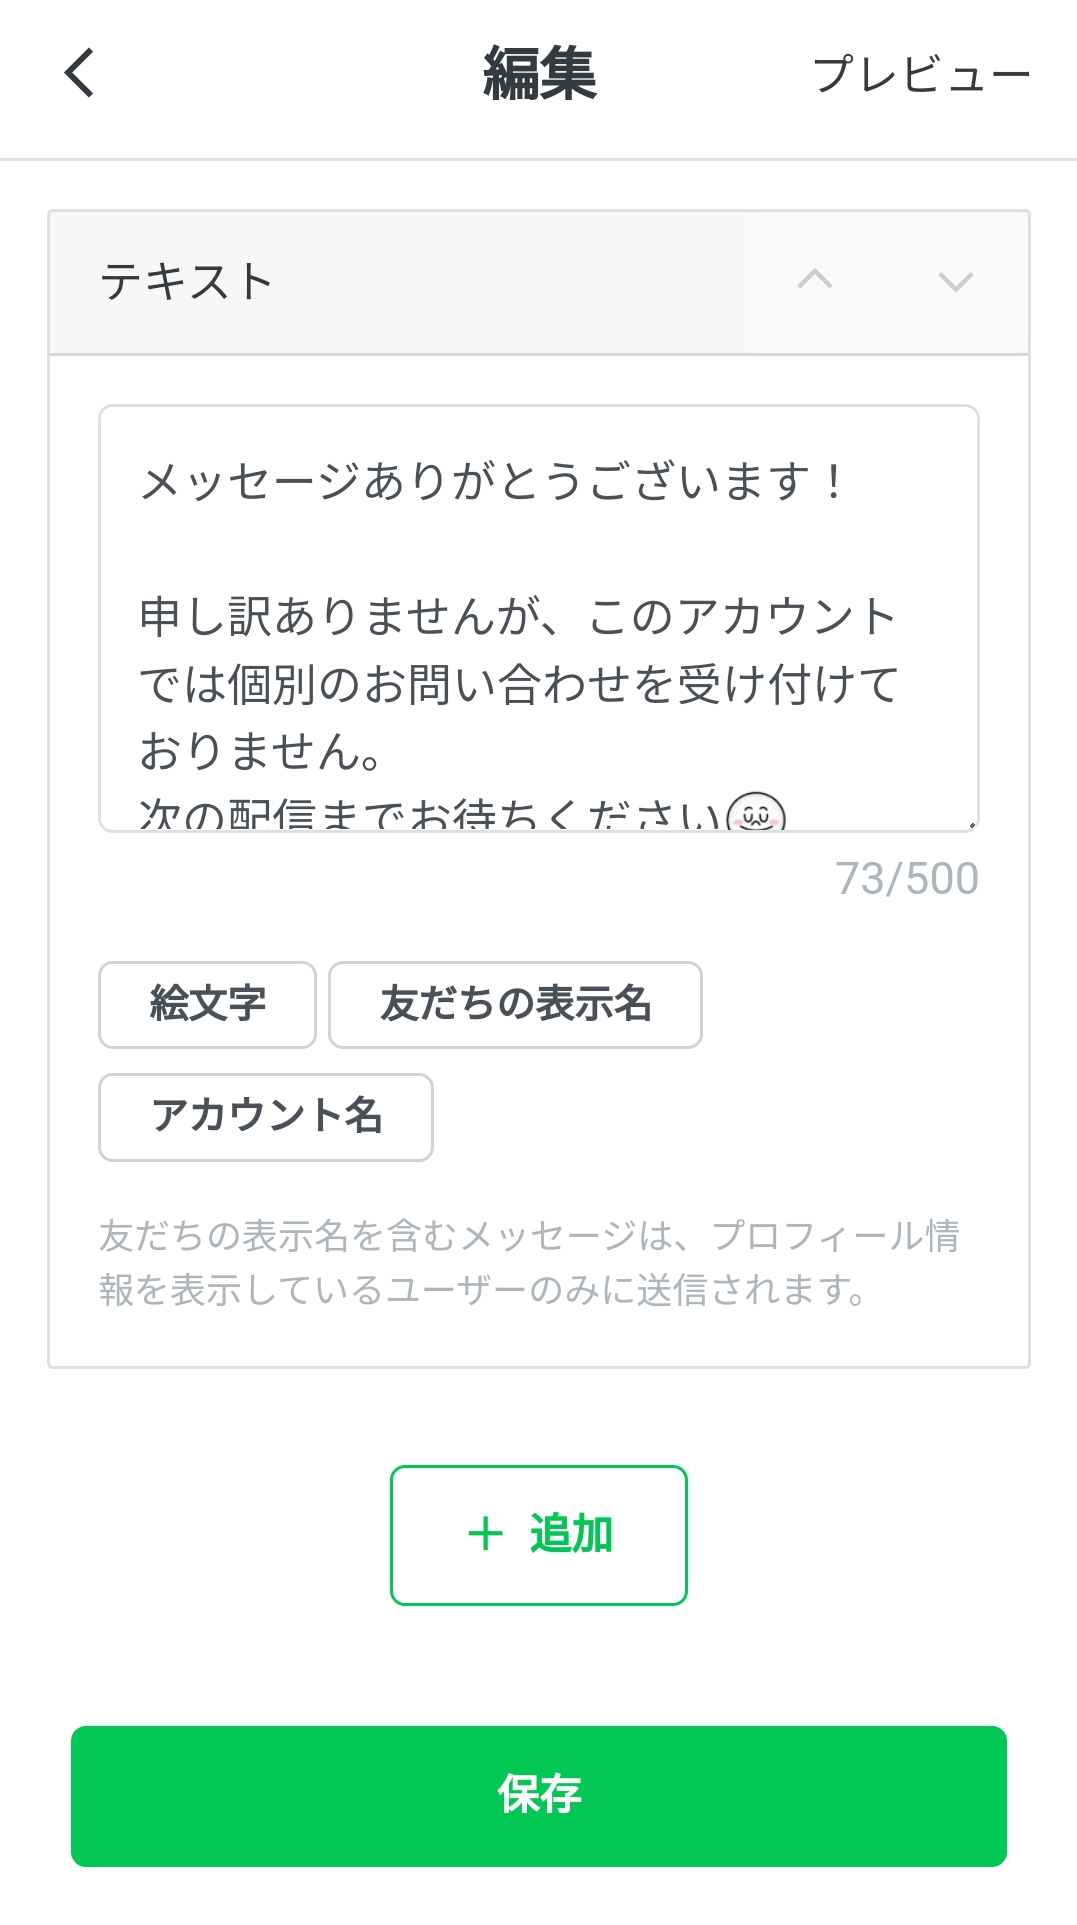 編集
プレビュー
テキスト
メッセージありがとうございます！
申し訳ありませんが、このアカウント
では個別のお問い合わせを受け付けて
おりません。
次の配信までお待ちください
73/500
絵文字
友だちの表示名
アカウント名
友だちの表示名を含むメッセージは、プロフィール情
報を表示しているユーザーのみに送信されます。
＋ 追加
保存